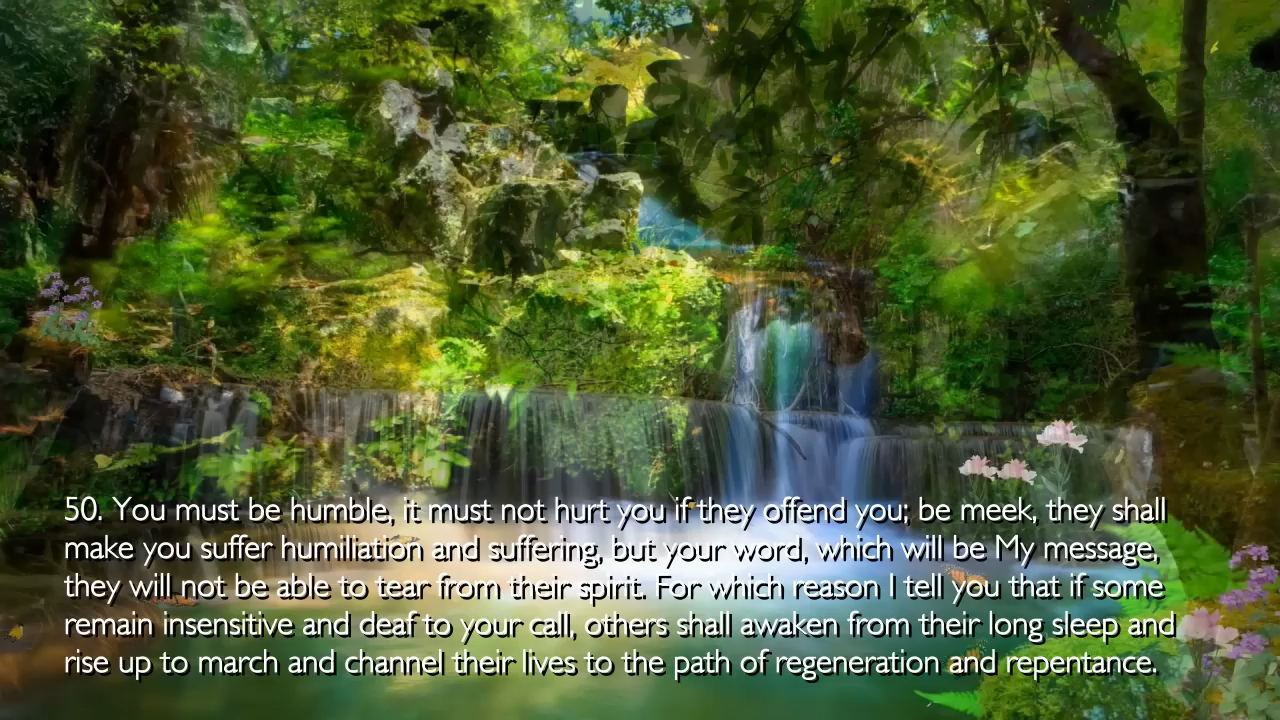 50. You must be humble, it must not hurt you if they offend you; be meek, they shall
make you suffer humiliation and suffering, but your word, which will be My message,
they will not be able to tear from their spirit. For which reason I tell you that if some
remain insensitive and deaf to your call, others shall awaken from their long sleep and
rise up to march and channel their lives to the path of regeneration and repentance.